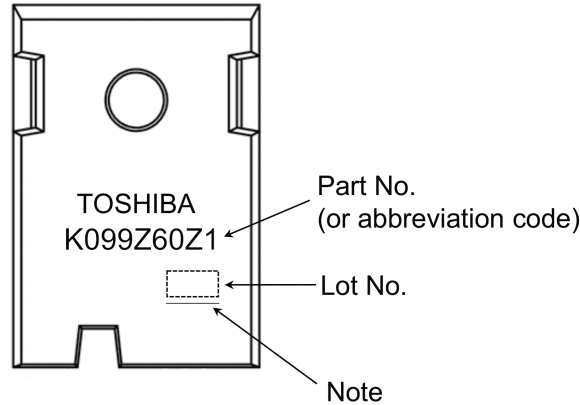 TOSHIBA
K099Z60Z1
Part No.
(or abbreviation code)
Lot No.
Note